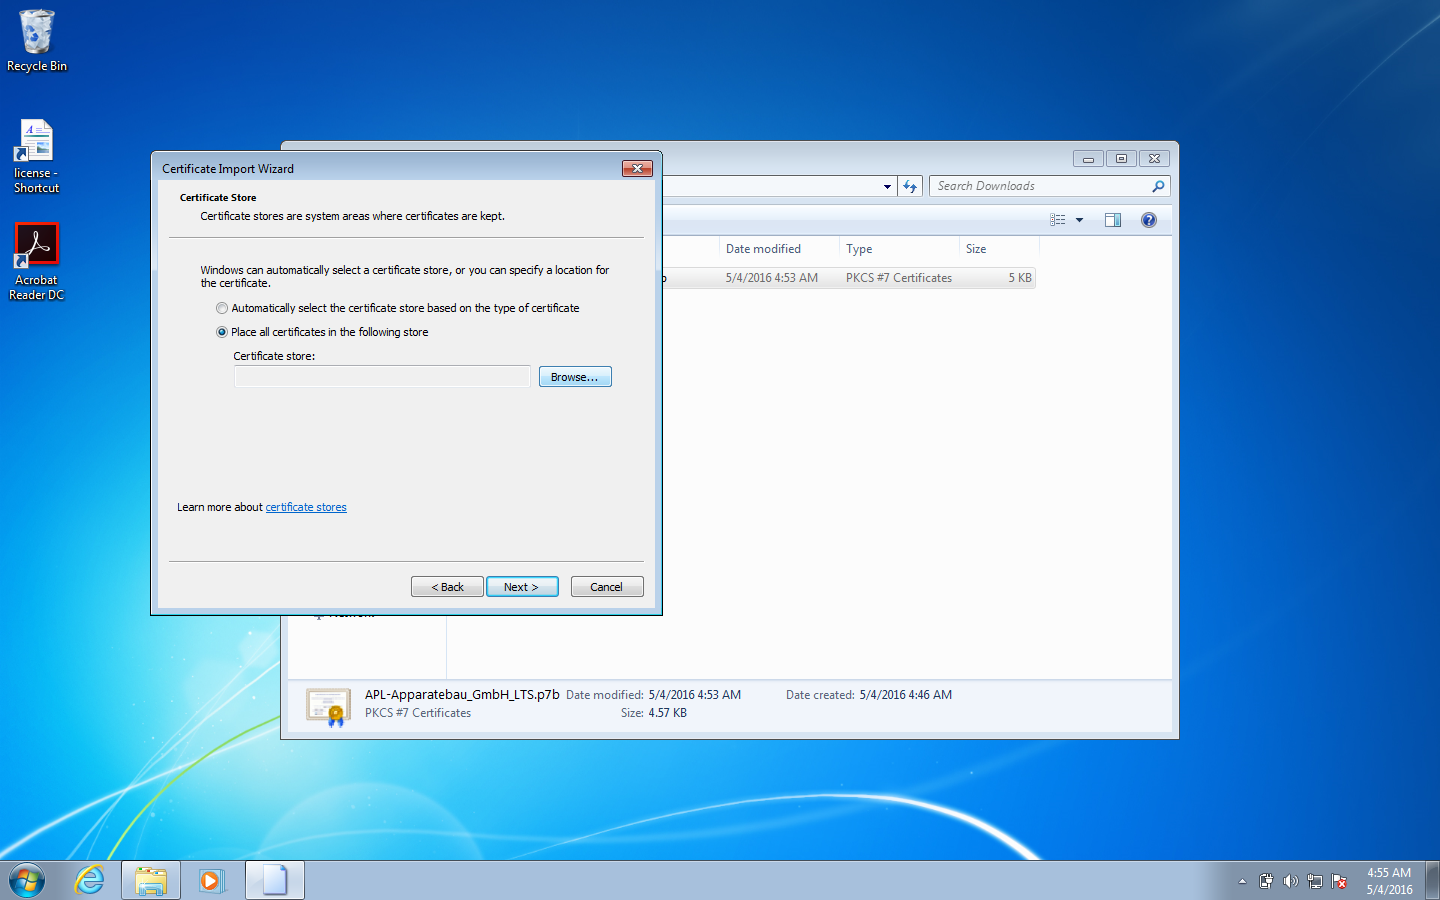 Recycle Bin
license -
Shortcut
Acrobat
Reader DC
Certificate Import Wizard
Certificate Store
Certificate stores are system areas where certificates are kept.
Windows can automatically select a certificate store, or you can specify a location for
the certificate.
Automatically select the certificate store based on the type of certificate
Place all certificates in the following store
Certificate store:
Browse...
Learn more about certificate stores
< Back Next > Cancel
Search Downloads
Date modified Type Size
5/4/2016 4:53 AM PKCS #7 Certificates 5 KB
APL-Apparatebau_GmbH_LTS.p7b Date modified: 5/4/2016 4:53 AM Date created: 5/4/2016 4:46 AM
PKCS #7 Certificates Size: 4.57 KB
4:55 AM
5/4/2016